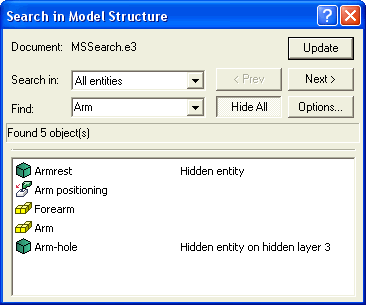 Search in Model Structure
Document: MSSearch.e3 Update
Search in: All entities < Prev Next >
Find: Arm Hide All Options...
Found 5 object(s)
Armrest Hidden entity
Arm positioning
Forearm
Arm
Arm-hole Hidden entity on hidden layer 3